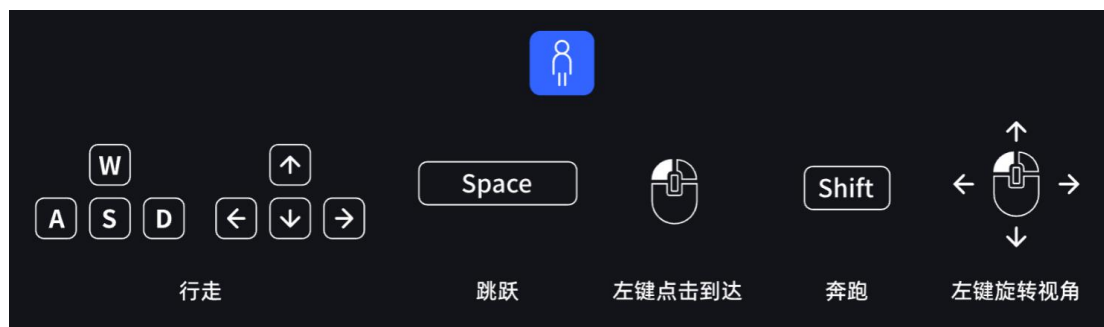 W
A S D
↑
← ↓ →
Space
Shift
行走
跳跃
左键点击到达
奔跑
左键旋转视角